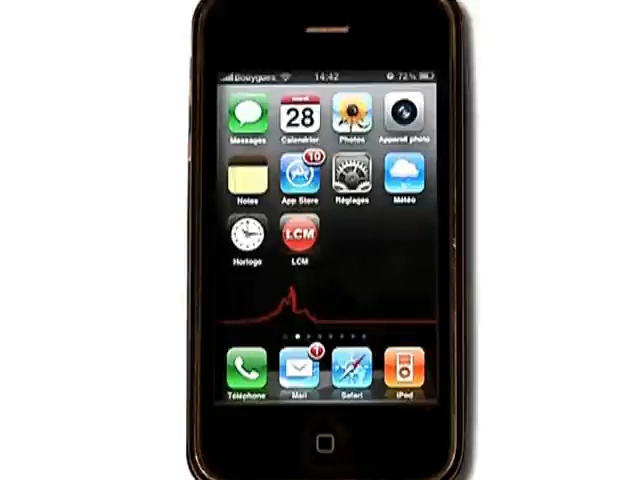 Bouygues 14:42 72%
28
Messages Calendrier Photos Appareil photo
10
Notes App Store Réglages Météo
LCM
Horloge LCM
1
Téléphone Mail Safari iPod